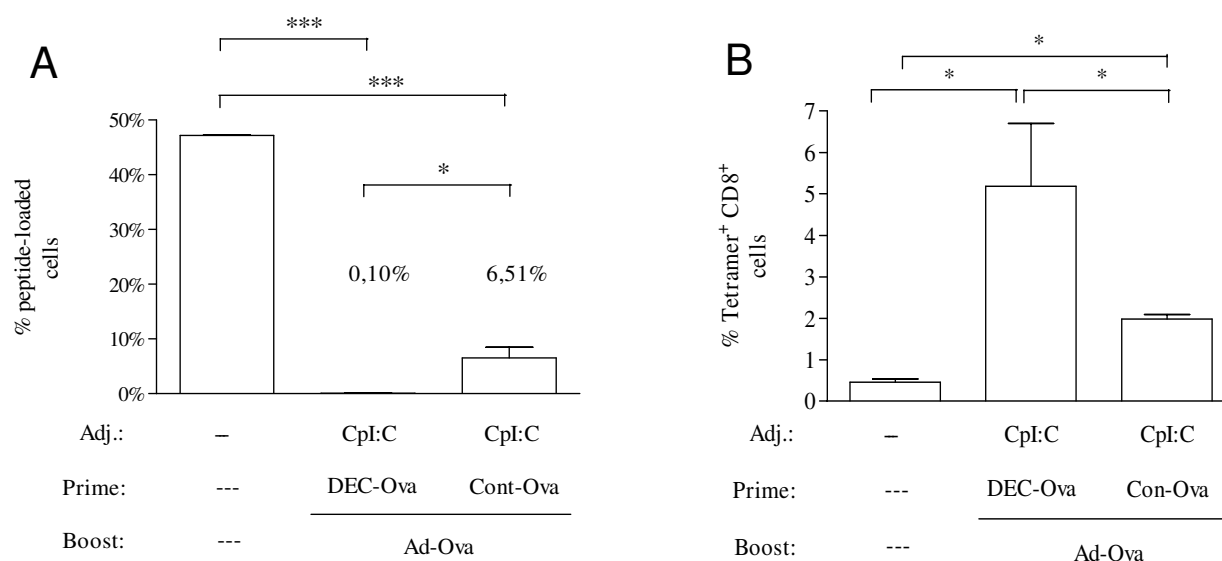 A
***
***
*
50%
40%
30%
20%
10%
0%
% peptide-loaded
cells
0,10% 6,51%
Adj.: – CpI:C CpI:C
Prime: --- DEC-Ova Cont-Ova
Boost: --- Ad-Ova
B
*
* *
7
6
5
4
3
2
1
0
% Tetramer⁺ CD8⁺
cells
Adj.: – CpI:C CpI:C
Prime: --- DEC-Ova Con-Ova
Boost: --- Ad-Ova